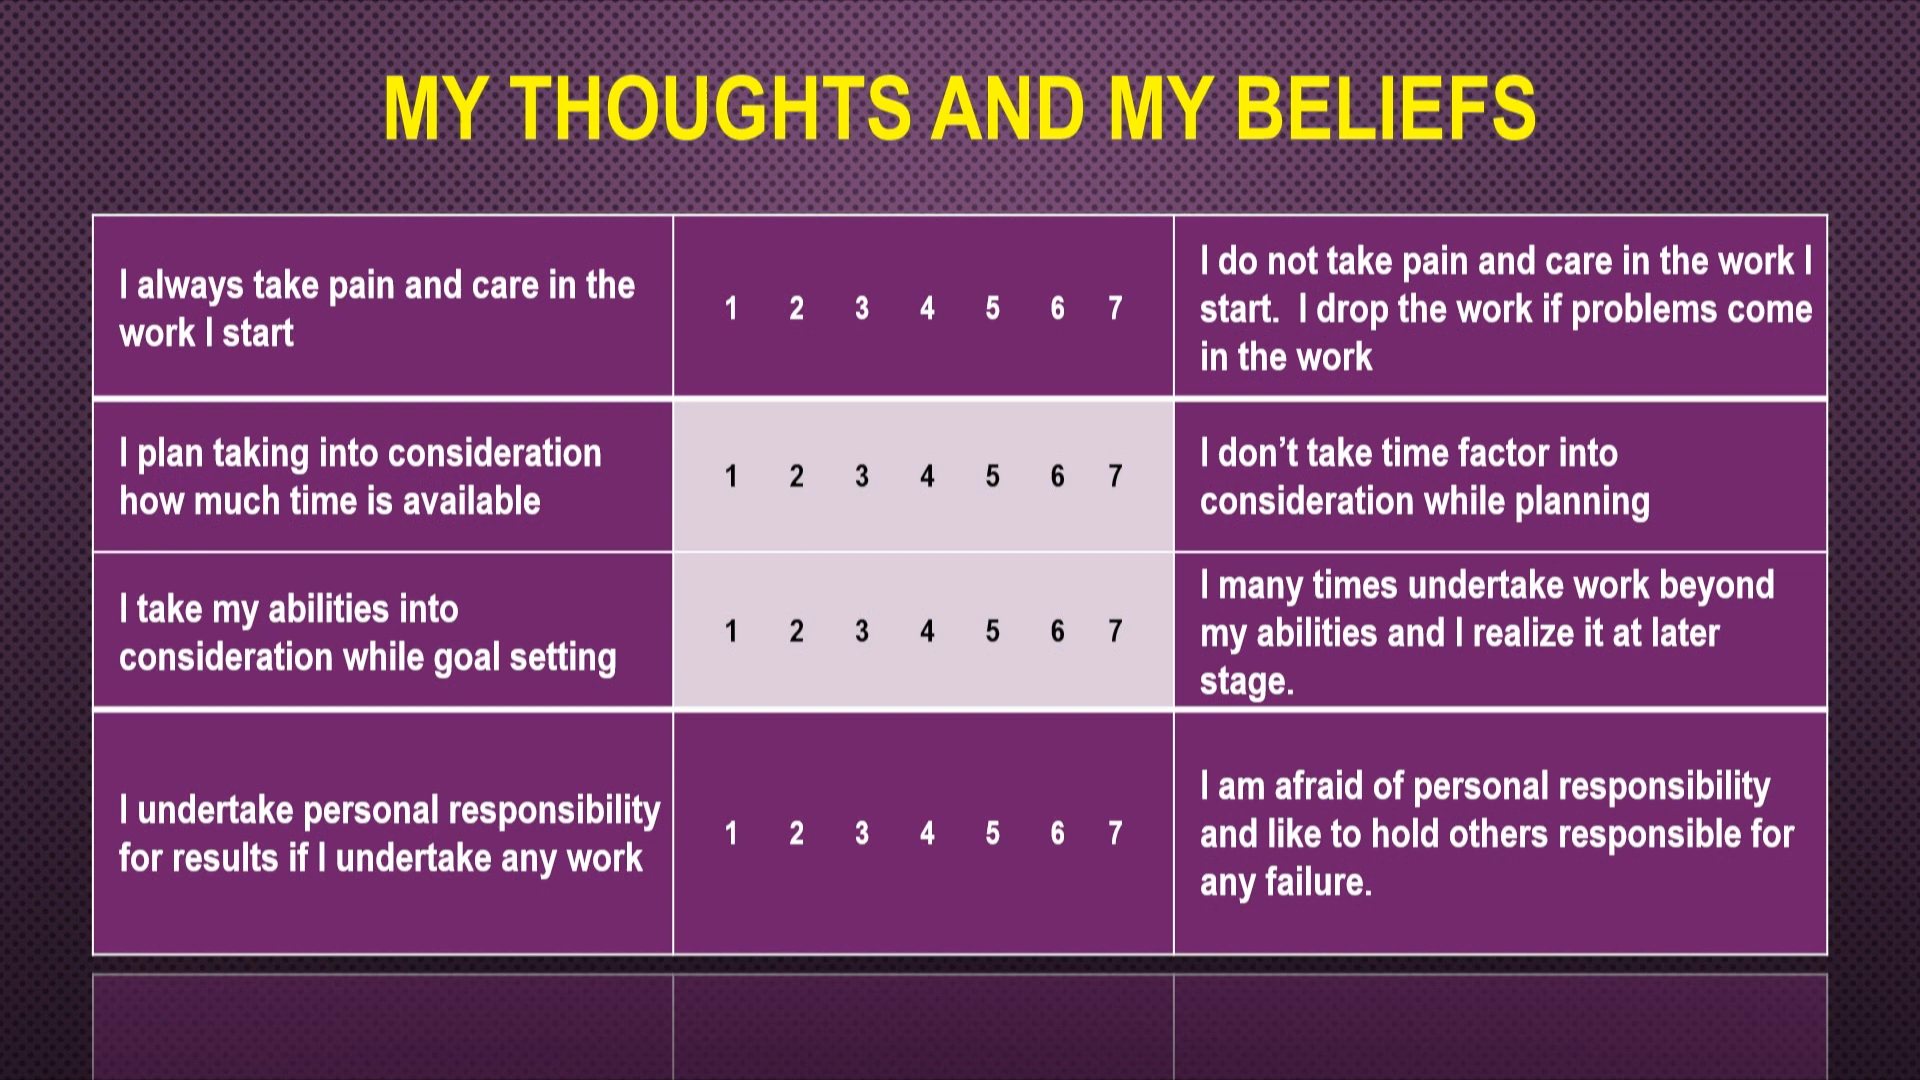 MY THOUGHTS AND MY BELIEFS
I always take pain and care in the
work I start
1 2 3 4 5 6 7
I do not take pain and care in the work I
start.  I drop the work if problems come
in the work
I plan taking into consideration
how much time is available
1 2 3 4 5 6 7
I don’t take time factor into
consideration while planning
I take my abilities into
consideration while goal setting
1 2 3 4 5 6 7
I many times undertake work beyond
my abilities and I realize it at later
stage.
I undertake personal responsibility
for results if I undertake any work
1 2 3 4 5 6 7
I am afraid of personal responsibility
and like to hold others responsible for
any failure.